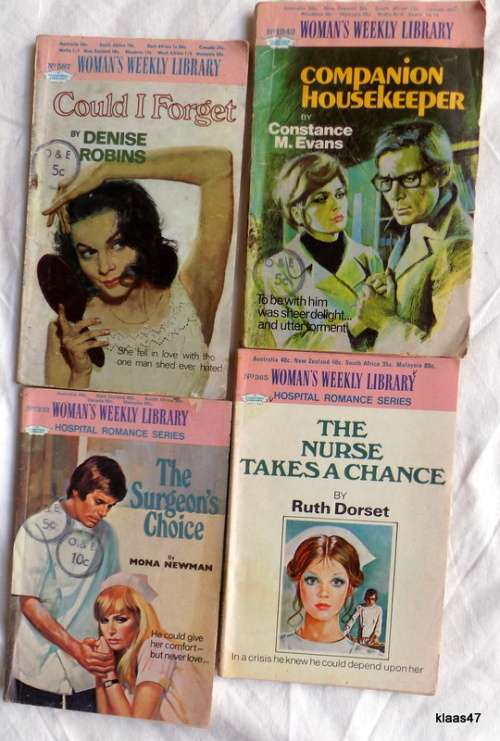 WOMAN'S WEEKLY LIBRARY
Could I Forget
BY DENISE
ROBINS
O & E
5c
She fell in love with the
one man shed ever hated
WOMAN'S WEEKLY LIBRARY
COMPANION
HOUSEKEEPER
BY
Constance
M. Evans
O & E
5c
To be with him
was sheer delight...
and utter torment
WOMAN'S WEEKLY LIBRARY
HOSPITAL ROMANCE SERIES
The
Surgeon's
Choice
By
MONA NEWMAN
5c
O & E
10c
He could give
her comfort–
but never love...
Australia 40c. New Zealand 40c. South Africa 35c. Malaysia
No 365 WOMAN'S WEEKLY LIBRARY
HOSPITAL ROMANCE SERIES
THE
NURSE
TAKES A CHANCE
BY
Ruth Dorset
In a crisis he knew he could depend upon her
klaas47